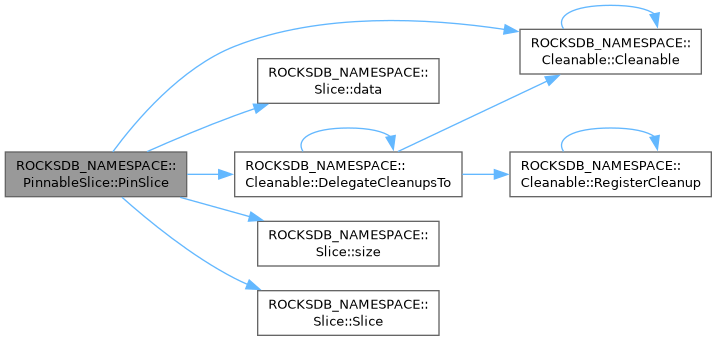 ROCKSDB_NAMESPACE::
PinnableSlice::PinSlice
ROCKSDB_NAMESPACE::
Cleanable::Cleanable
ROCKSDB_NAMESPACE::
Slice::data
ROCKSDB_NAMESPACE::
Cleanable::DelegateCleanupsTo
ROCKSDB_NAMESPACE::
Cleanable::RegisterCleanup
ROCKSDB_NAMESPACE::
Slice::size
ROCKSDB_NAMESPACE::
Slice::Slice